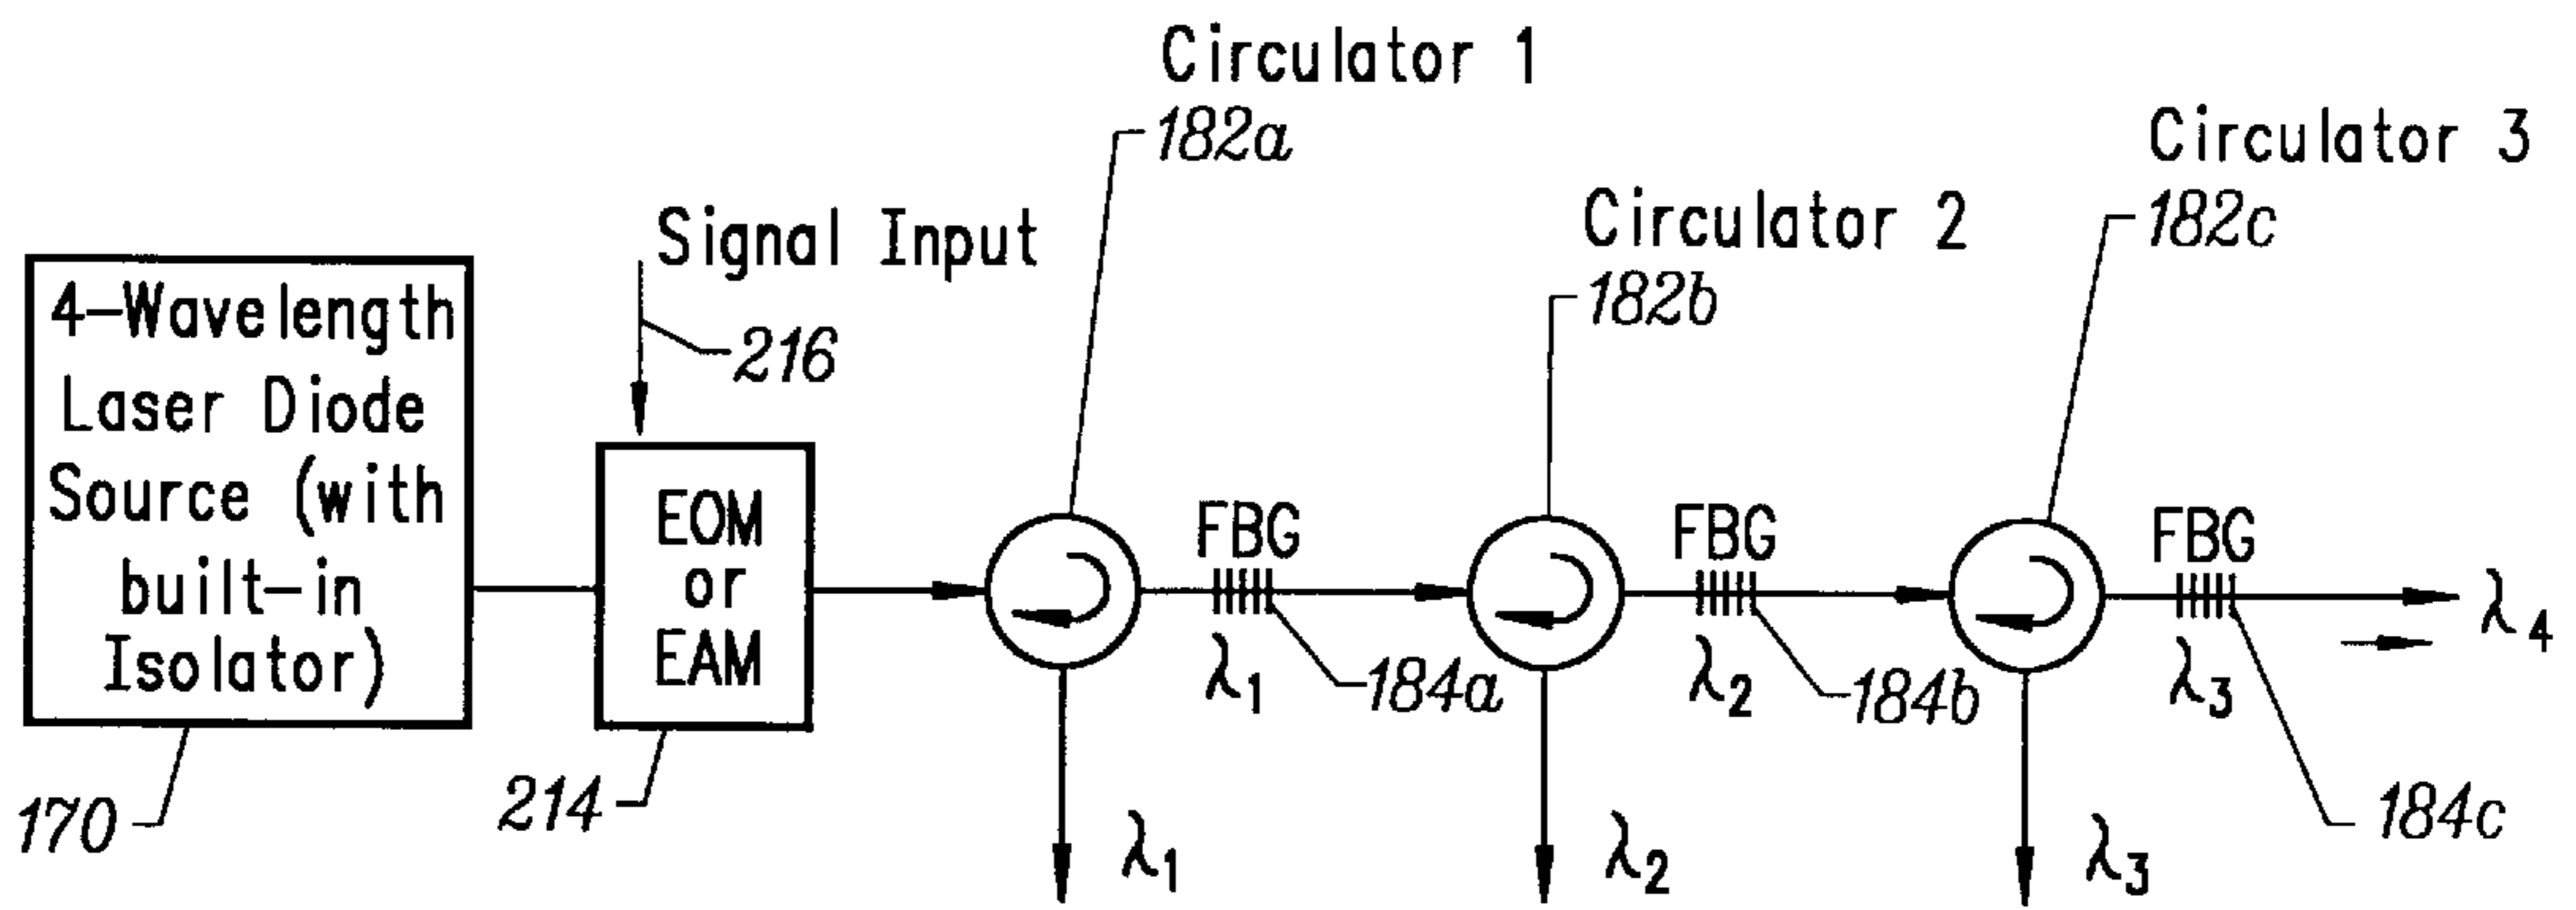 Circulator 1
182a
Circulator 3
182c
Circulator 2
182b
Signal Input
216
4-Wavelength
Laser Diode
Source (with
built-in
Isolator)
170
EOM
or
EAM
214
FBG
λ1
184a
FBG
λ2
184b
FBG
λ3
184c
λ4
λ1
λ2
λ3